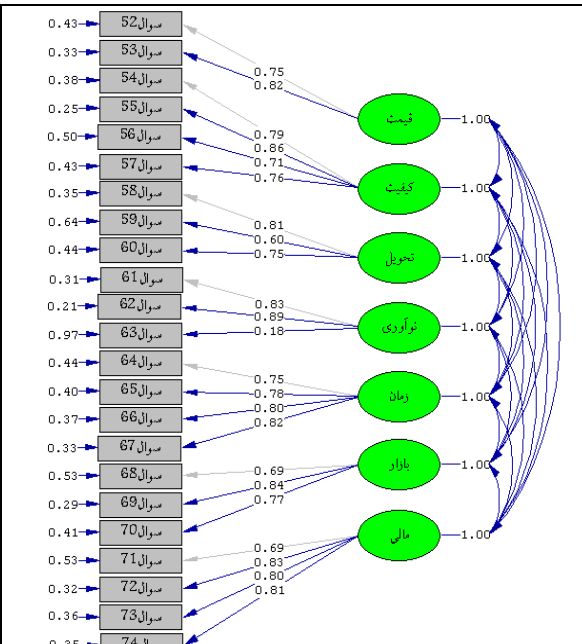 0.43 سوال52
0.33 سوال53
0.38 سوال54
0.25 سوال55
0.50 سوال56
0.43 سوال57
0.35 سوال58
0.64 سوال59
0.44 سوال60
0.31 سوال61
0.21 سوال62
0.97 سوال63
0.44 سوال64
0.40 سوال65
0.37 سوال66
0.33 سوال67
0.53 سوال68
0.29 سوال69
0.41 سوال70
0.53 سوال71
0.32 سوال72
0.36 سوال73
0.35 سوال74
0.75
0.82
0.79
0.86
0.71
0.76
0.81
0.60
0.75
0.83
0.89
0.18
0.75
0.78
0.80
0.82
0.69
0.84
0.77
0.69
0.83
0.80
0.81
قیمت 1.00
کیفیت 1.00
تحویل 1.00
نوآوری 1.00
زمان 1.00
بازار 1.00
مالی 1.00